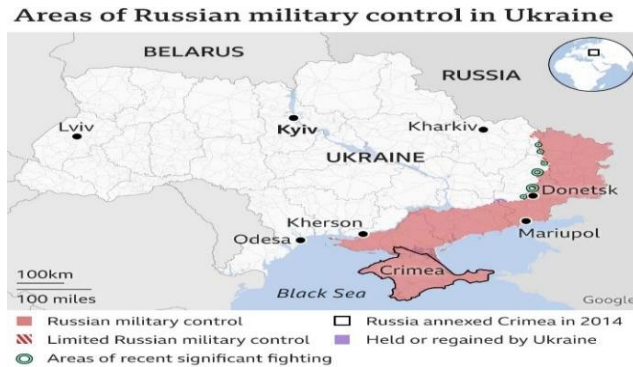 Areas of Russian military control in Ukraine
BELARUS
RUSSIA
Lviv
Kyiv
Kharkiv
UKRAINE
Donetsk
Kherson
Odesa
Mariupol
Crimea
100km
100 miles
Black Sea
Google
Russian military control
Russia annexed Crimea in 2014
Limited Russian military control
Held or regained by Ukraine
Areas of recent significant fighting